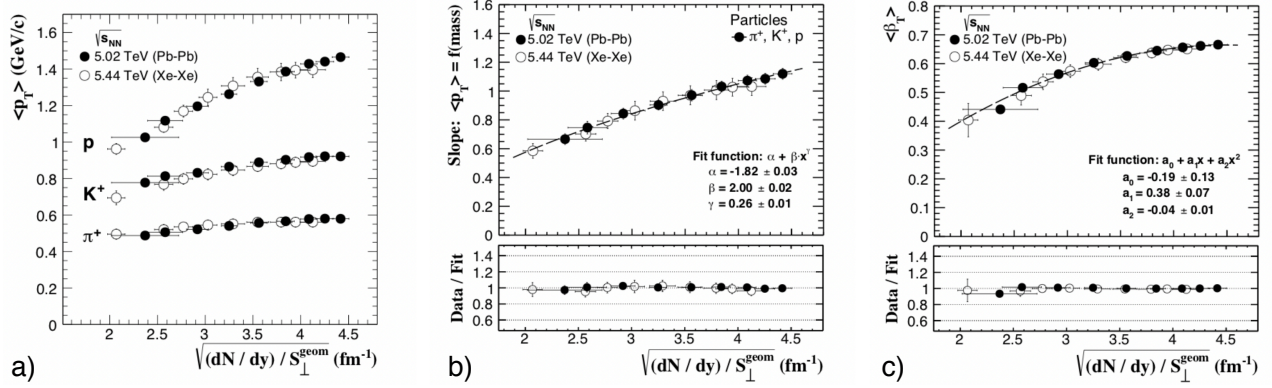 <p_T> (GeV/c)
1.6
1.4
1.2
1
0.8
0.6
0.4
0.2
0
√s_NN
5.02 TeV (Pb-Pb)
5.44 TeV (Xe-Xe)
p
K⁺
π⁺
2 2.5 3 3.5 4 4.5
√(dN / dy) / S_⊥^geom (fm⁻¹)
a)
Slope: <p_T> = f(mass)
1.6
1.4
1.2
1
0.8
0.6
0.4
0.2
0
√s_NN
5.02 TeV (Pb-Pb)
5.44 TeV (Xe-Xe)
Particles
π⁺, K⁺, p
Fit function: α + β·x^γ
α = -1.82 ± 0.03
β = 2.00 ± 0.02
γ = 0.26 ± 0.01
Data / Fit
1.4
1.2
1
0.8
0.6
2 2.5 3 3.5 4 4.5
√(dN / dy) / S_⊥^geom (fm⁻¹)
b)
<β_T>
0.8
0.7
0.6
0.5
0.4
0.3
0.2
0.1
0
√s_NN
5.02 TeV (Pb-Pb)
5.44 TeV (Xe-Xe)
Fit function: a₀ + a₁x + a₂x²
a₀ = -0.19 ± 0.13
a₁ = 0.38 ± 0.07
a₂ = -0.04 ± 0.01
Data / Fit
1.4
1.2
1
0.8
0.6
2 2.5 3 3.5 4 4.5
√(dN / dy) / S_⊥^geom (fm⁻¹)
c)